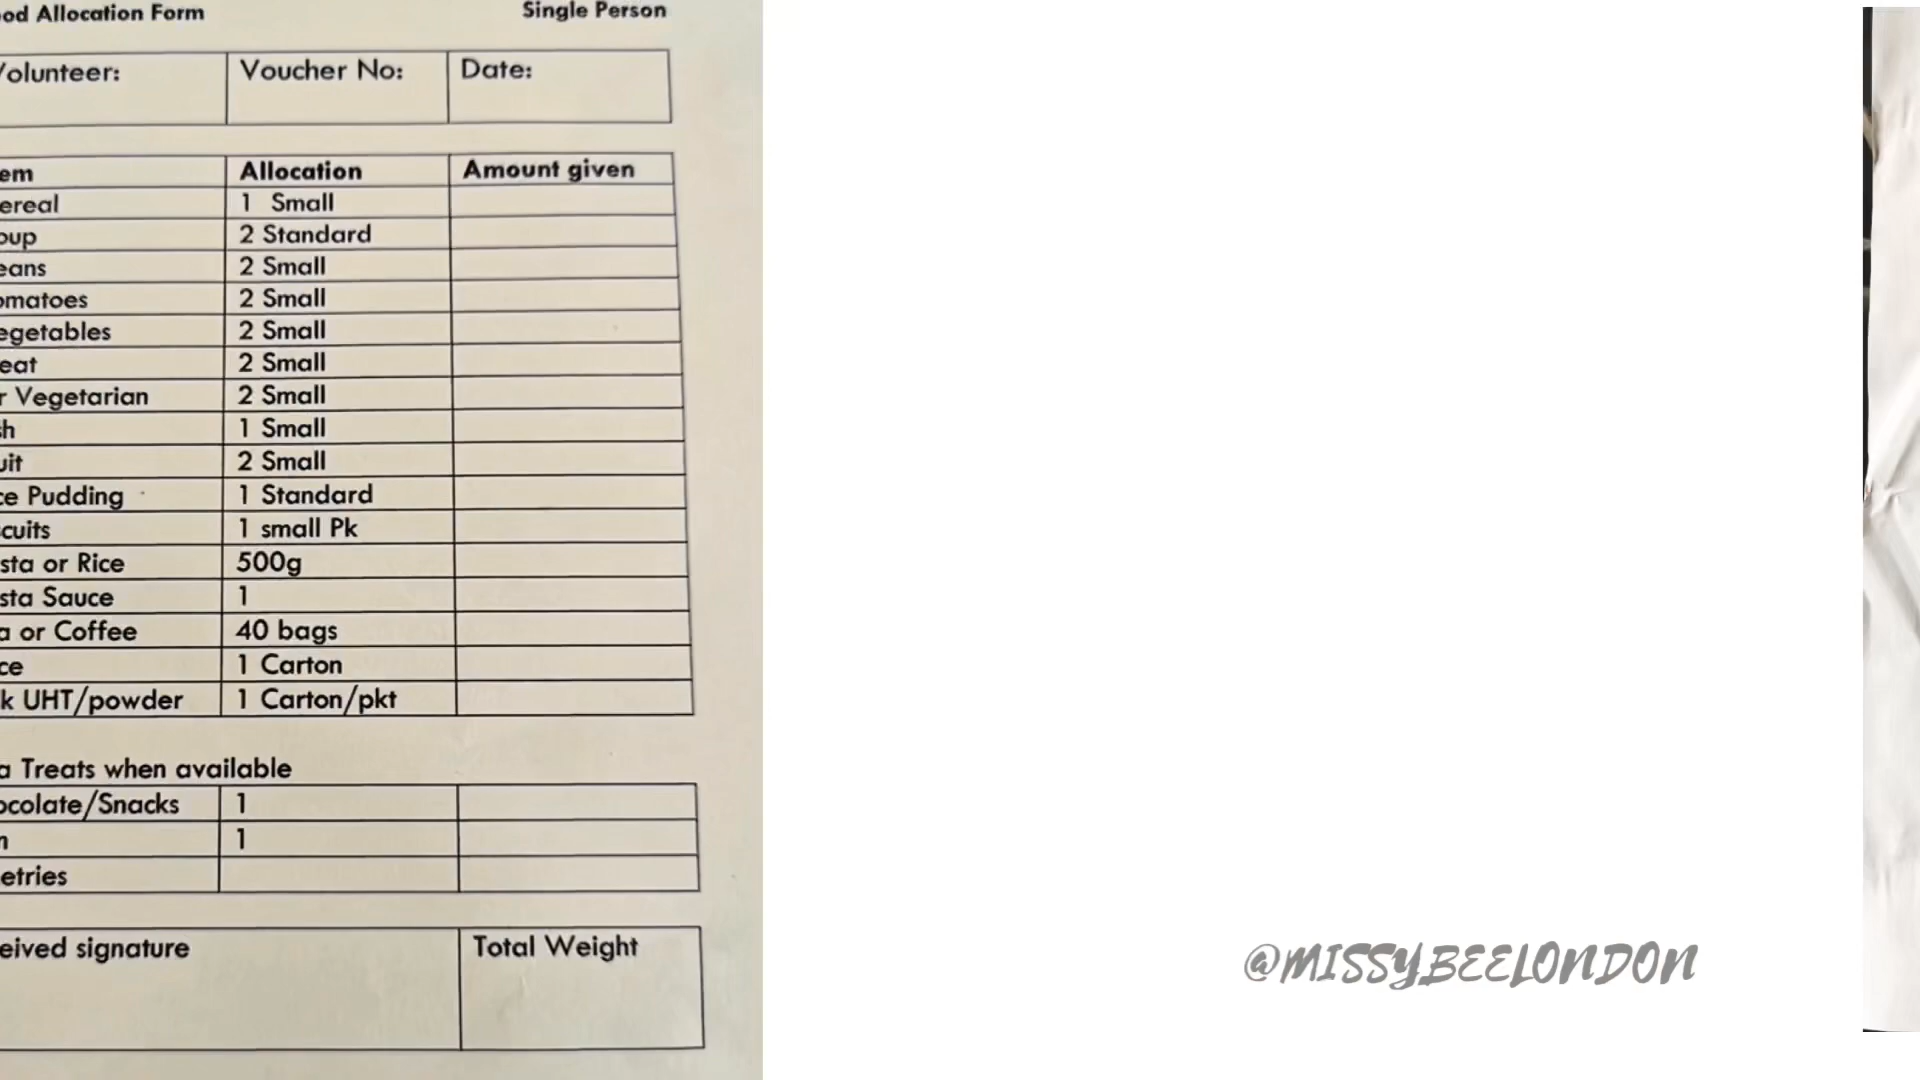 od Allocation Form Single Person
Volunteer: Voucher No: Date:
em Allocation Amount given
ereal 1 Small
oup 2 Standard
eans 2 Small
omatoes 2 Small
egetables 2 Small
eat 2 Small
r Vegetarian 2 Small
sh 1 Small
uit 2 Small
ce Pudding 1 Standard
cuits 1 small Pk
sta or Rice 500g
sta Sauce 1
a or Coffee 40 bags
ce 1 Carton
k UHT/powder 1 Carton/pkt
a Treats when available
ocolate/Snacks 1
n 1
etries
eived signature Total Weight
@MISSYBEELONDON